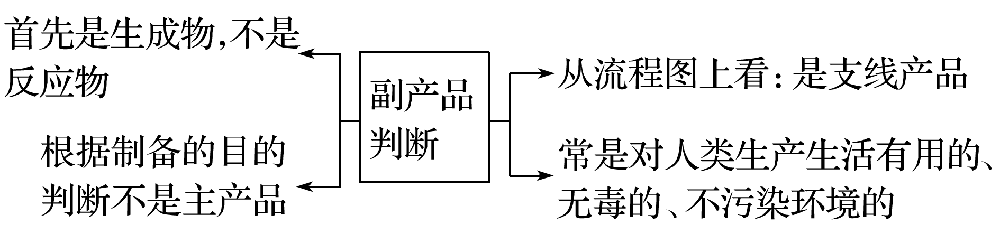 首先是生成物,不是
反应物
根据制备的目的
判断不是主产品
副产品
判断
从流程图上看:是支线产品
常是对人类生产生活有用的、
无毒的、不污染环境的